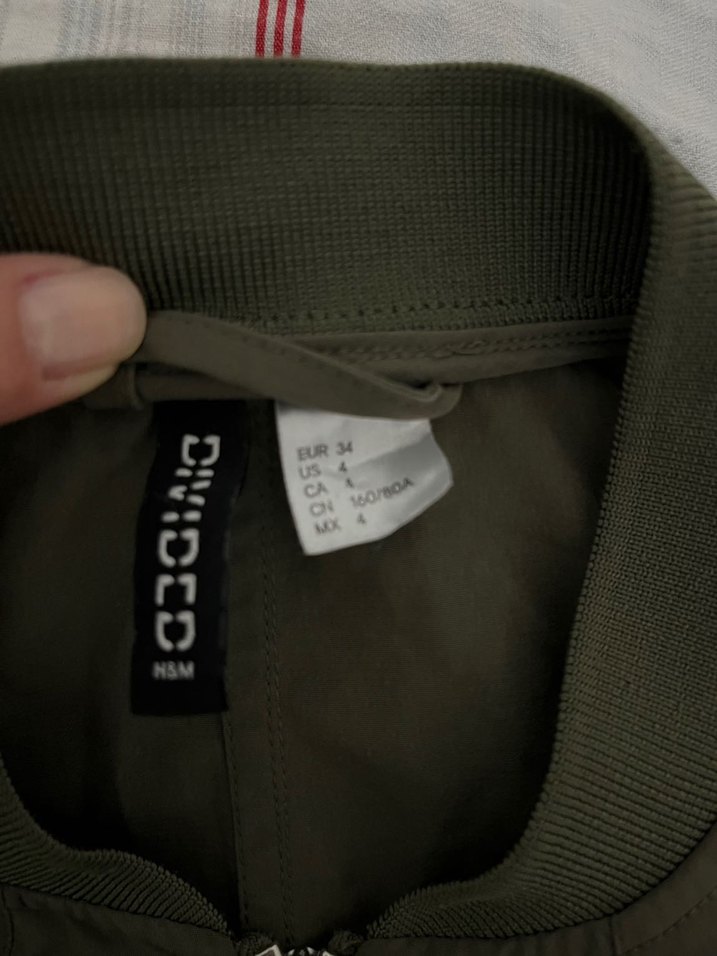 DIVIDED
H&M
EUR 34
US 4
CA 4
CN 160/80A
MX 4